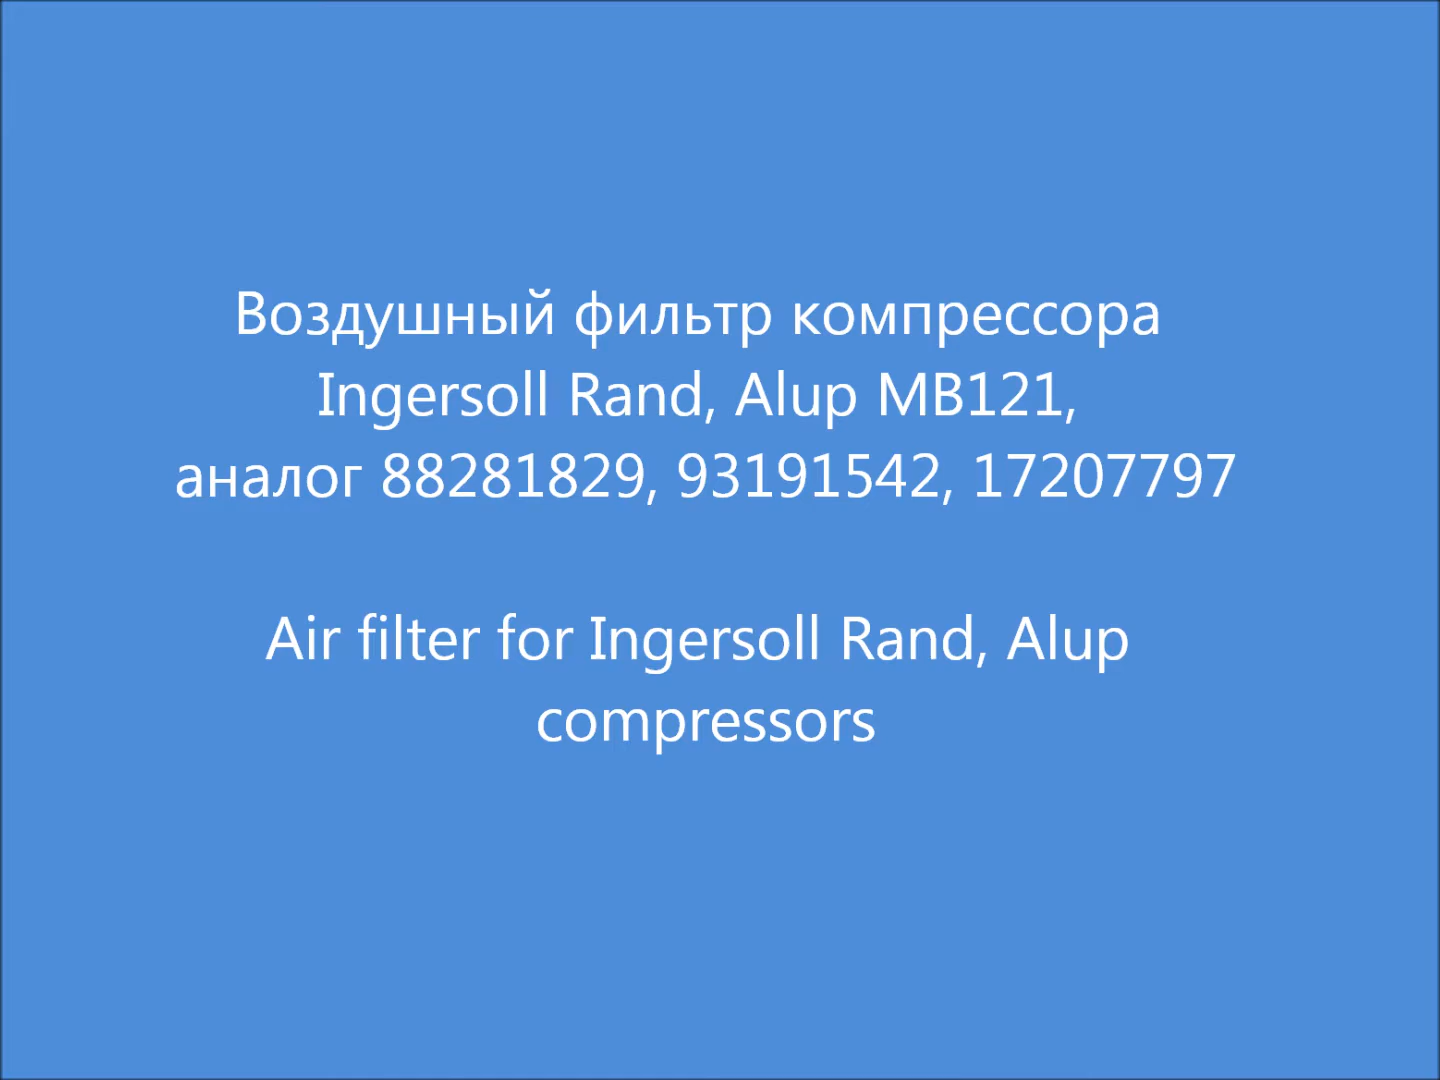 Воздушный фильтр компрессора
Ingersoll Rand, Alup MB121,
аналог 88281829, 93191542, 17207797
Air filter for Ingersoll Rand, Alup
compressors